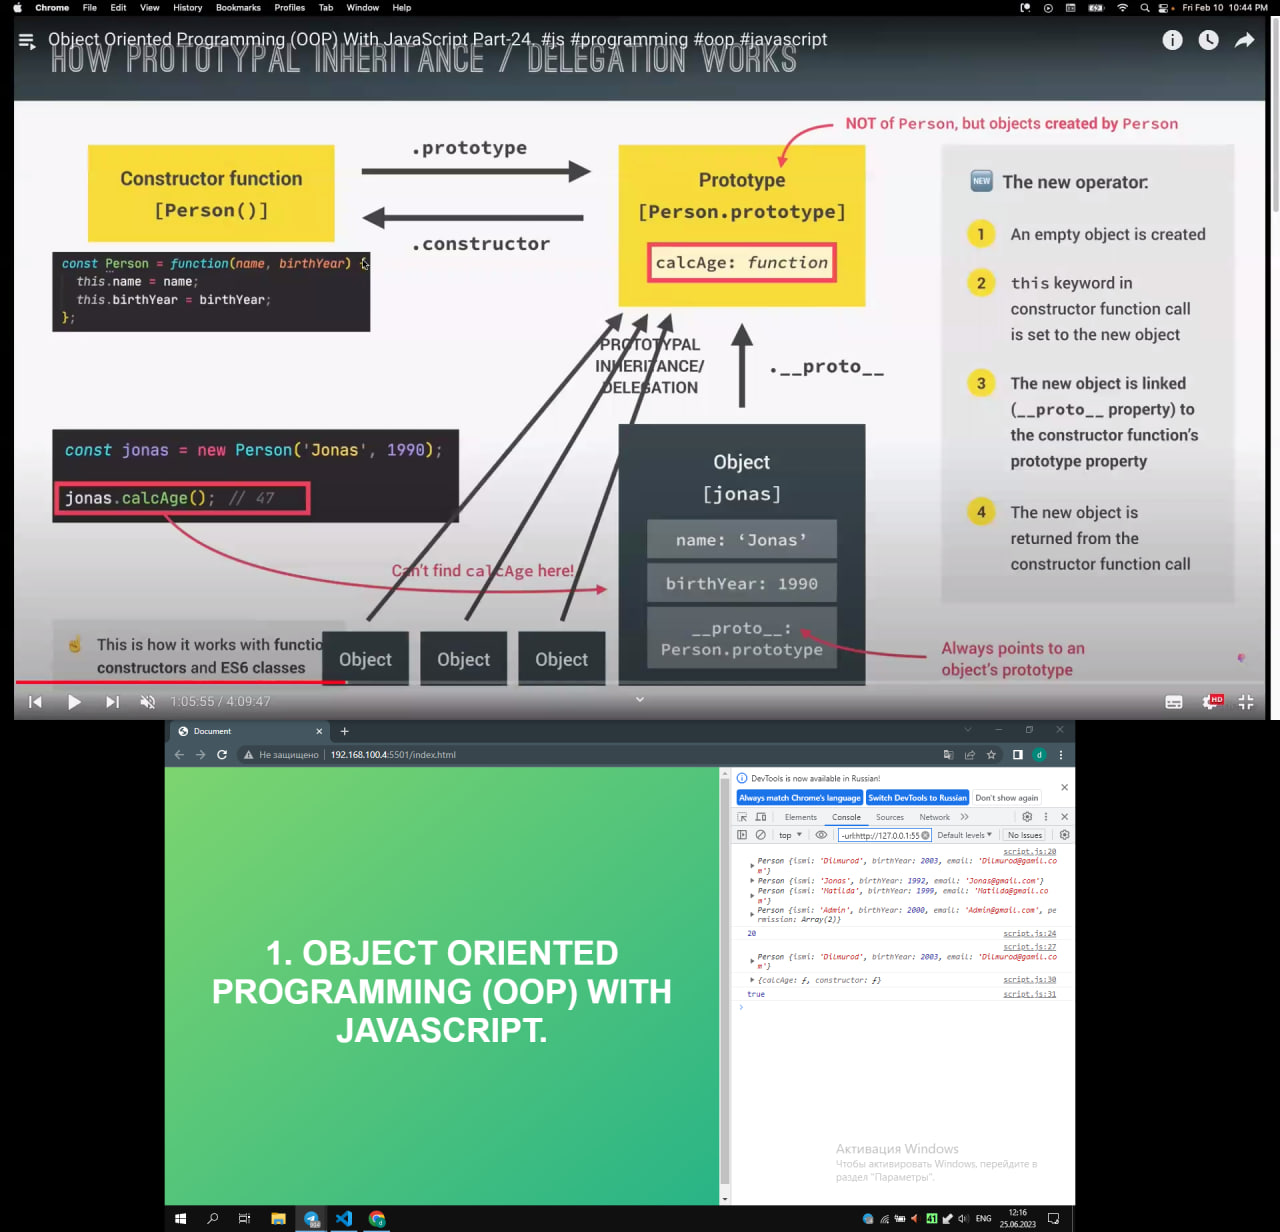 Chrome File Edit View History Bookmarks Profiles Tab Window Help
Fri Feb 10 10:44 PM
Object Oriented Programming (OOP) With JavaScript Part-24. #js #programming #oop #javascript
HOW PROTOTYPAL INHERITANCE / DELEGATION WORKS
NOT of Person, but objects created by Person
Constructor function
[Person()]
.prototype
.constructor
Prototype
[Person.prototype]
calcAge: function
const Person = function(name, birthYear) {
this.name = name;
this.birthYear = birthYear;
};
PROTOTYPAL
INHERITANCE/
DELEGATION
.__proto__
const jonas = new Person('Jonas', 1990);
jonas.calcAge(); // 47
Can't find calcAge here!
Object
[jonas]
name: ‘Jonas’
birthYear: 1990
__proto__:
Person.prototype
Always points to an
object's prototype
NEW
The new operator:
1 An empty object is created
2 this keyword in
constructor function call
is set to the new object
3 The new object is linked
(__proto__ property) to
the constructor function's
prototype property
4 The new object is
returned from the
constructor function call
This is how it works with functio
constructors and ES6 classes
Object
Object
Object
1:05:55 / 4:09:47
HD
Document
Не защищено 192.168.100.4:5501/index.html
d
1. OBJECT ORIENTED
PROGRAMMING (OOP) WITH
JAVASCRIPT.
DevTools is now available in Russian!
Always match Chrome's language Switch DevTools to Russian Don't show again
Elements Console Sources Network
top -url:http://127.0.0.1:55 Default levels No Issues
script.js:20
Person {ismi: 'Dilmurod', birthYear: 2003, email: 'Dilmurod@gamil.co
m'}
Person {ismi: 'Jonas', birthYear: 1992, email: 'Jonas@gmail.com'}
Person {ismi: 'Matilda', birthYear: 1999, email: 'Matilda@gmail.co
m'}
Person {ismi: 'Admin', birthYear: 2000, email: 'Admin@gmail.com', pe
rmission: Array(2)}
20 script.js:24
script.js:27
Person {ismi: 'Dilmurod', birthYear: 2003, email: 'Dilmurod@gamil.co
m'}
{calcAge: ƒ, constructor: ƒ} script.js:30
true script.js:31
Активация Windows
Чтобы активировать Windows, перейдите в
раздел "Параметры".
41
ENG
12:16
25.06.2023